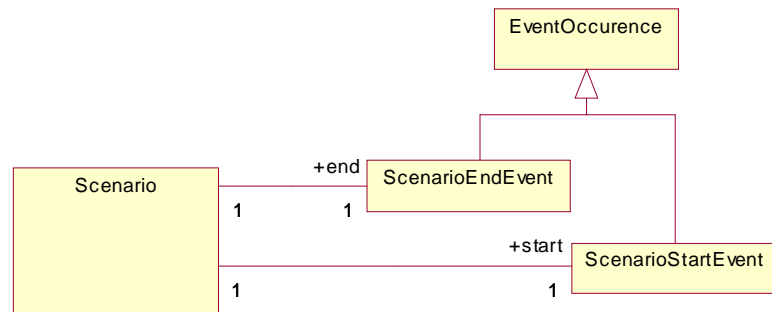 EventOccurence
+end
ScenarioEndEvent
Scenario
1
1
+start
ScenarioStartEvent
1
1